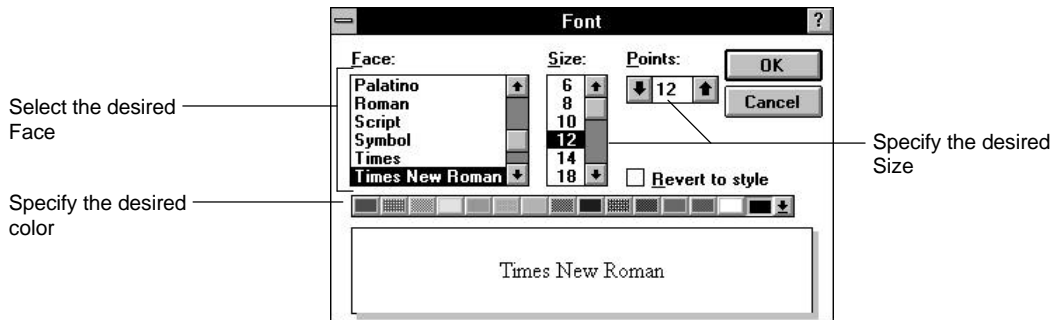 Font
?
Face:
Size:
Points:
OK
Cancel
Palatino
Roman
Script
Symbol
Times
Times New Roman
6
8
10
12
14
18
12
Revert to style
Times New Roman
Select the desired
Face
Specify the desired
color
Specify the desired
Size